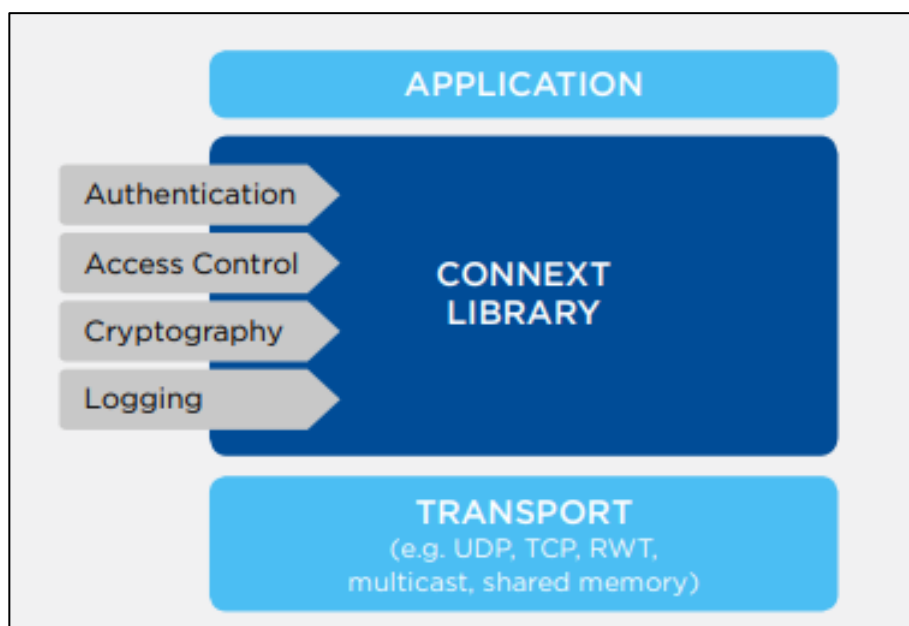 APPLICATION
Authentication
Access Control
Cryptography
Logging
CONNEXT
LIBRARY
TRANSPORT
(e.g. UDP, TCP, RWT,
multicast, shared memory)